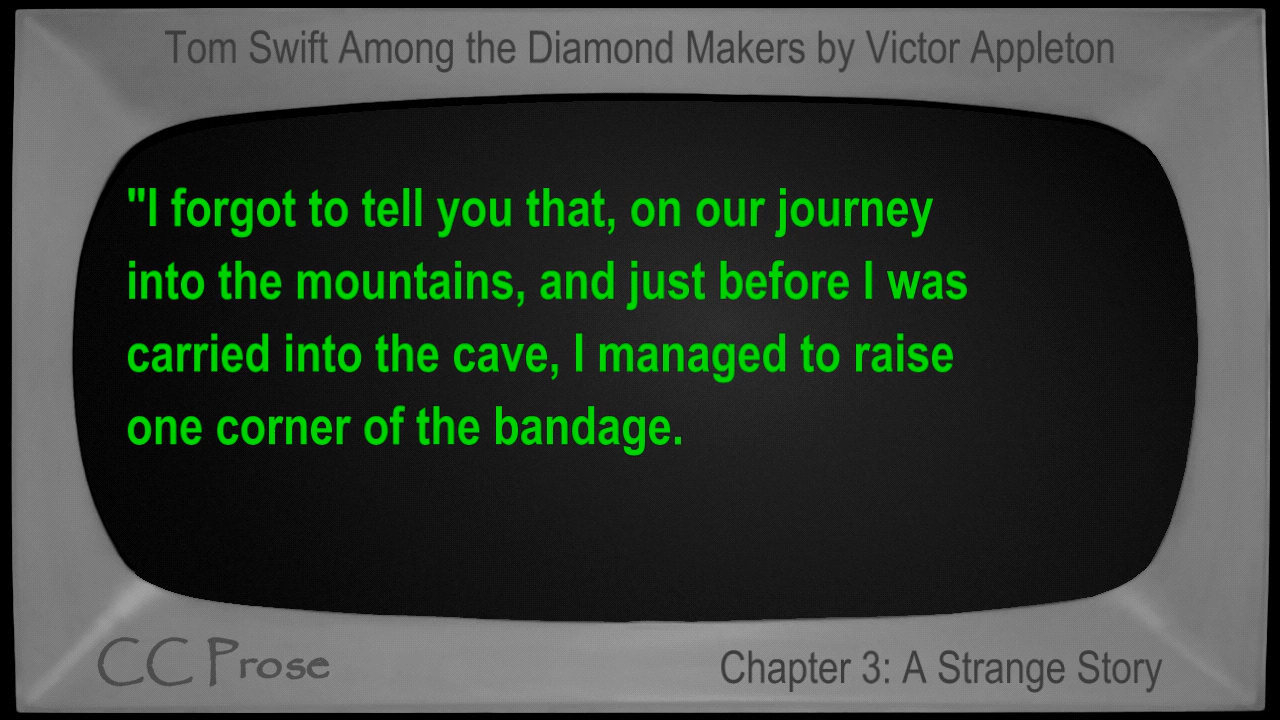 Tom Swift Among the Diamond Makers by Victor Appleton
"I forgot to tell you that, on our journey
into the mountains, and just before I was
carried into the cave, I managed to raise
one corner of the bandage.
CC Prose
Chapter 3: A Strange Story